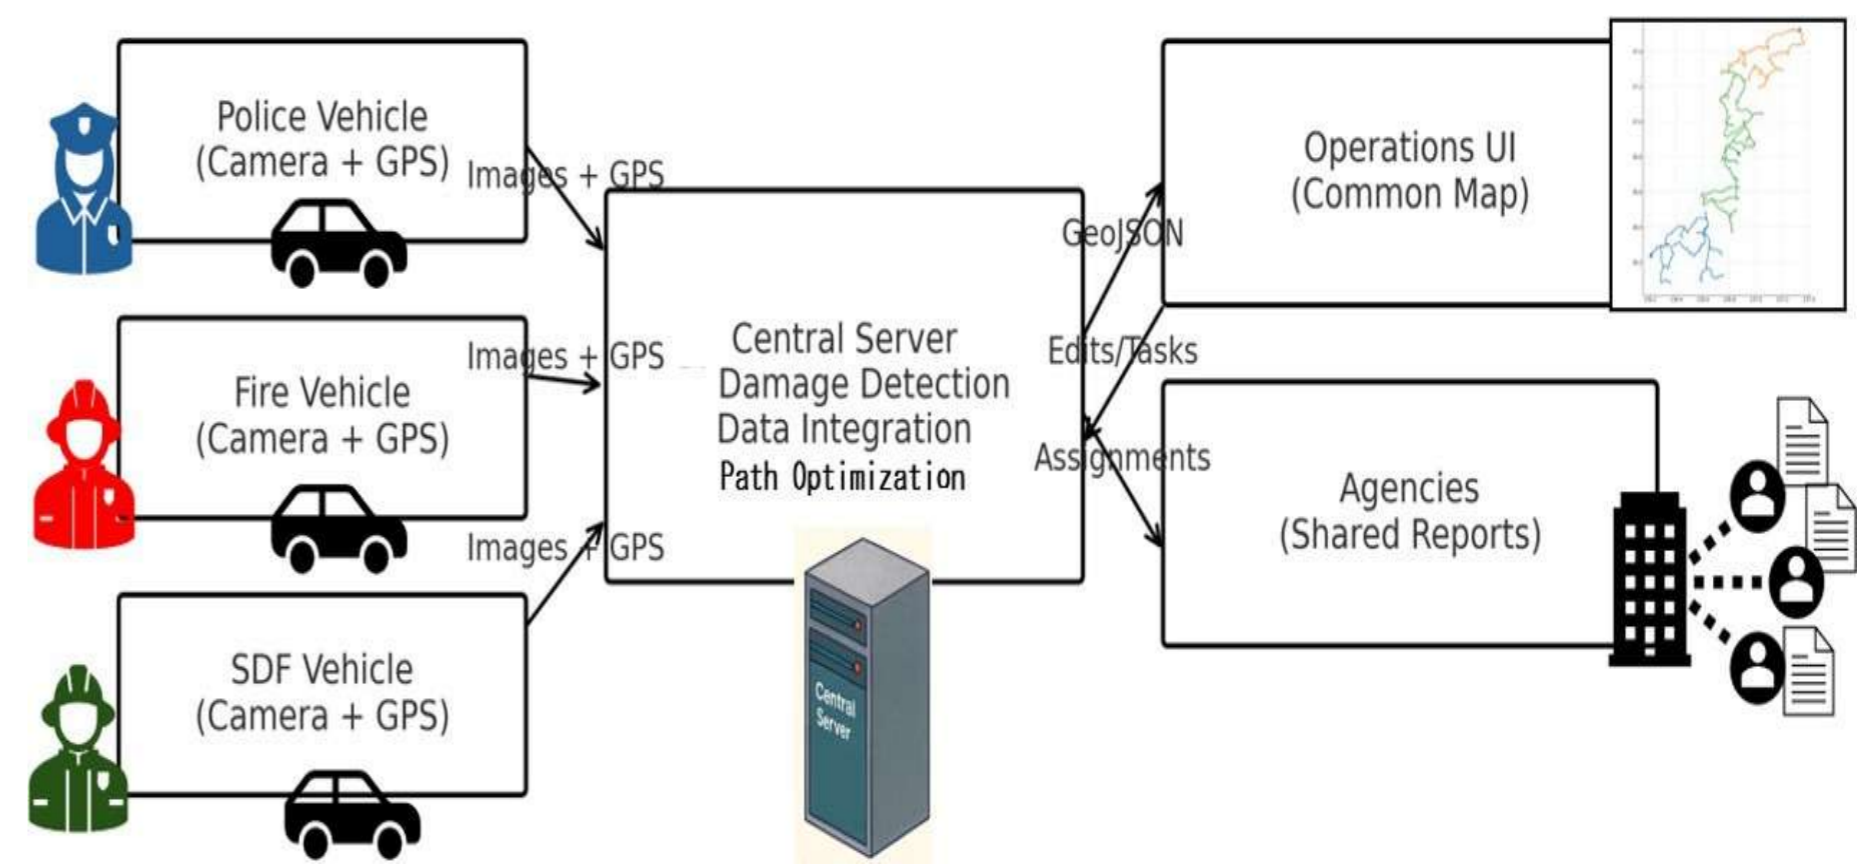 Police Vehicle
(Camera + GPS)
Images + GPS
Fire Vehicle
(Camera + GPS)
Images + GPS
SDF Vehicle
(Camera + GPS)
Images + GPS
Central Server
Damage Detection
Data Integration
Path Optimization
Central
Server
GeoJSON
Edits/Tasks
Assignments
Operations UI
(Common Map)
Agencies
(Shared Reports)